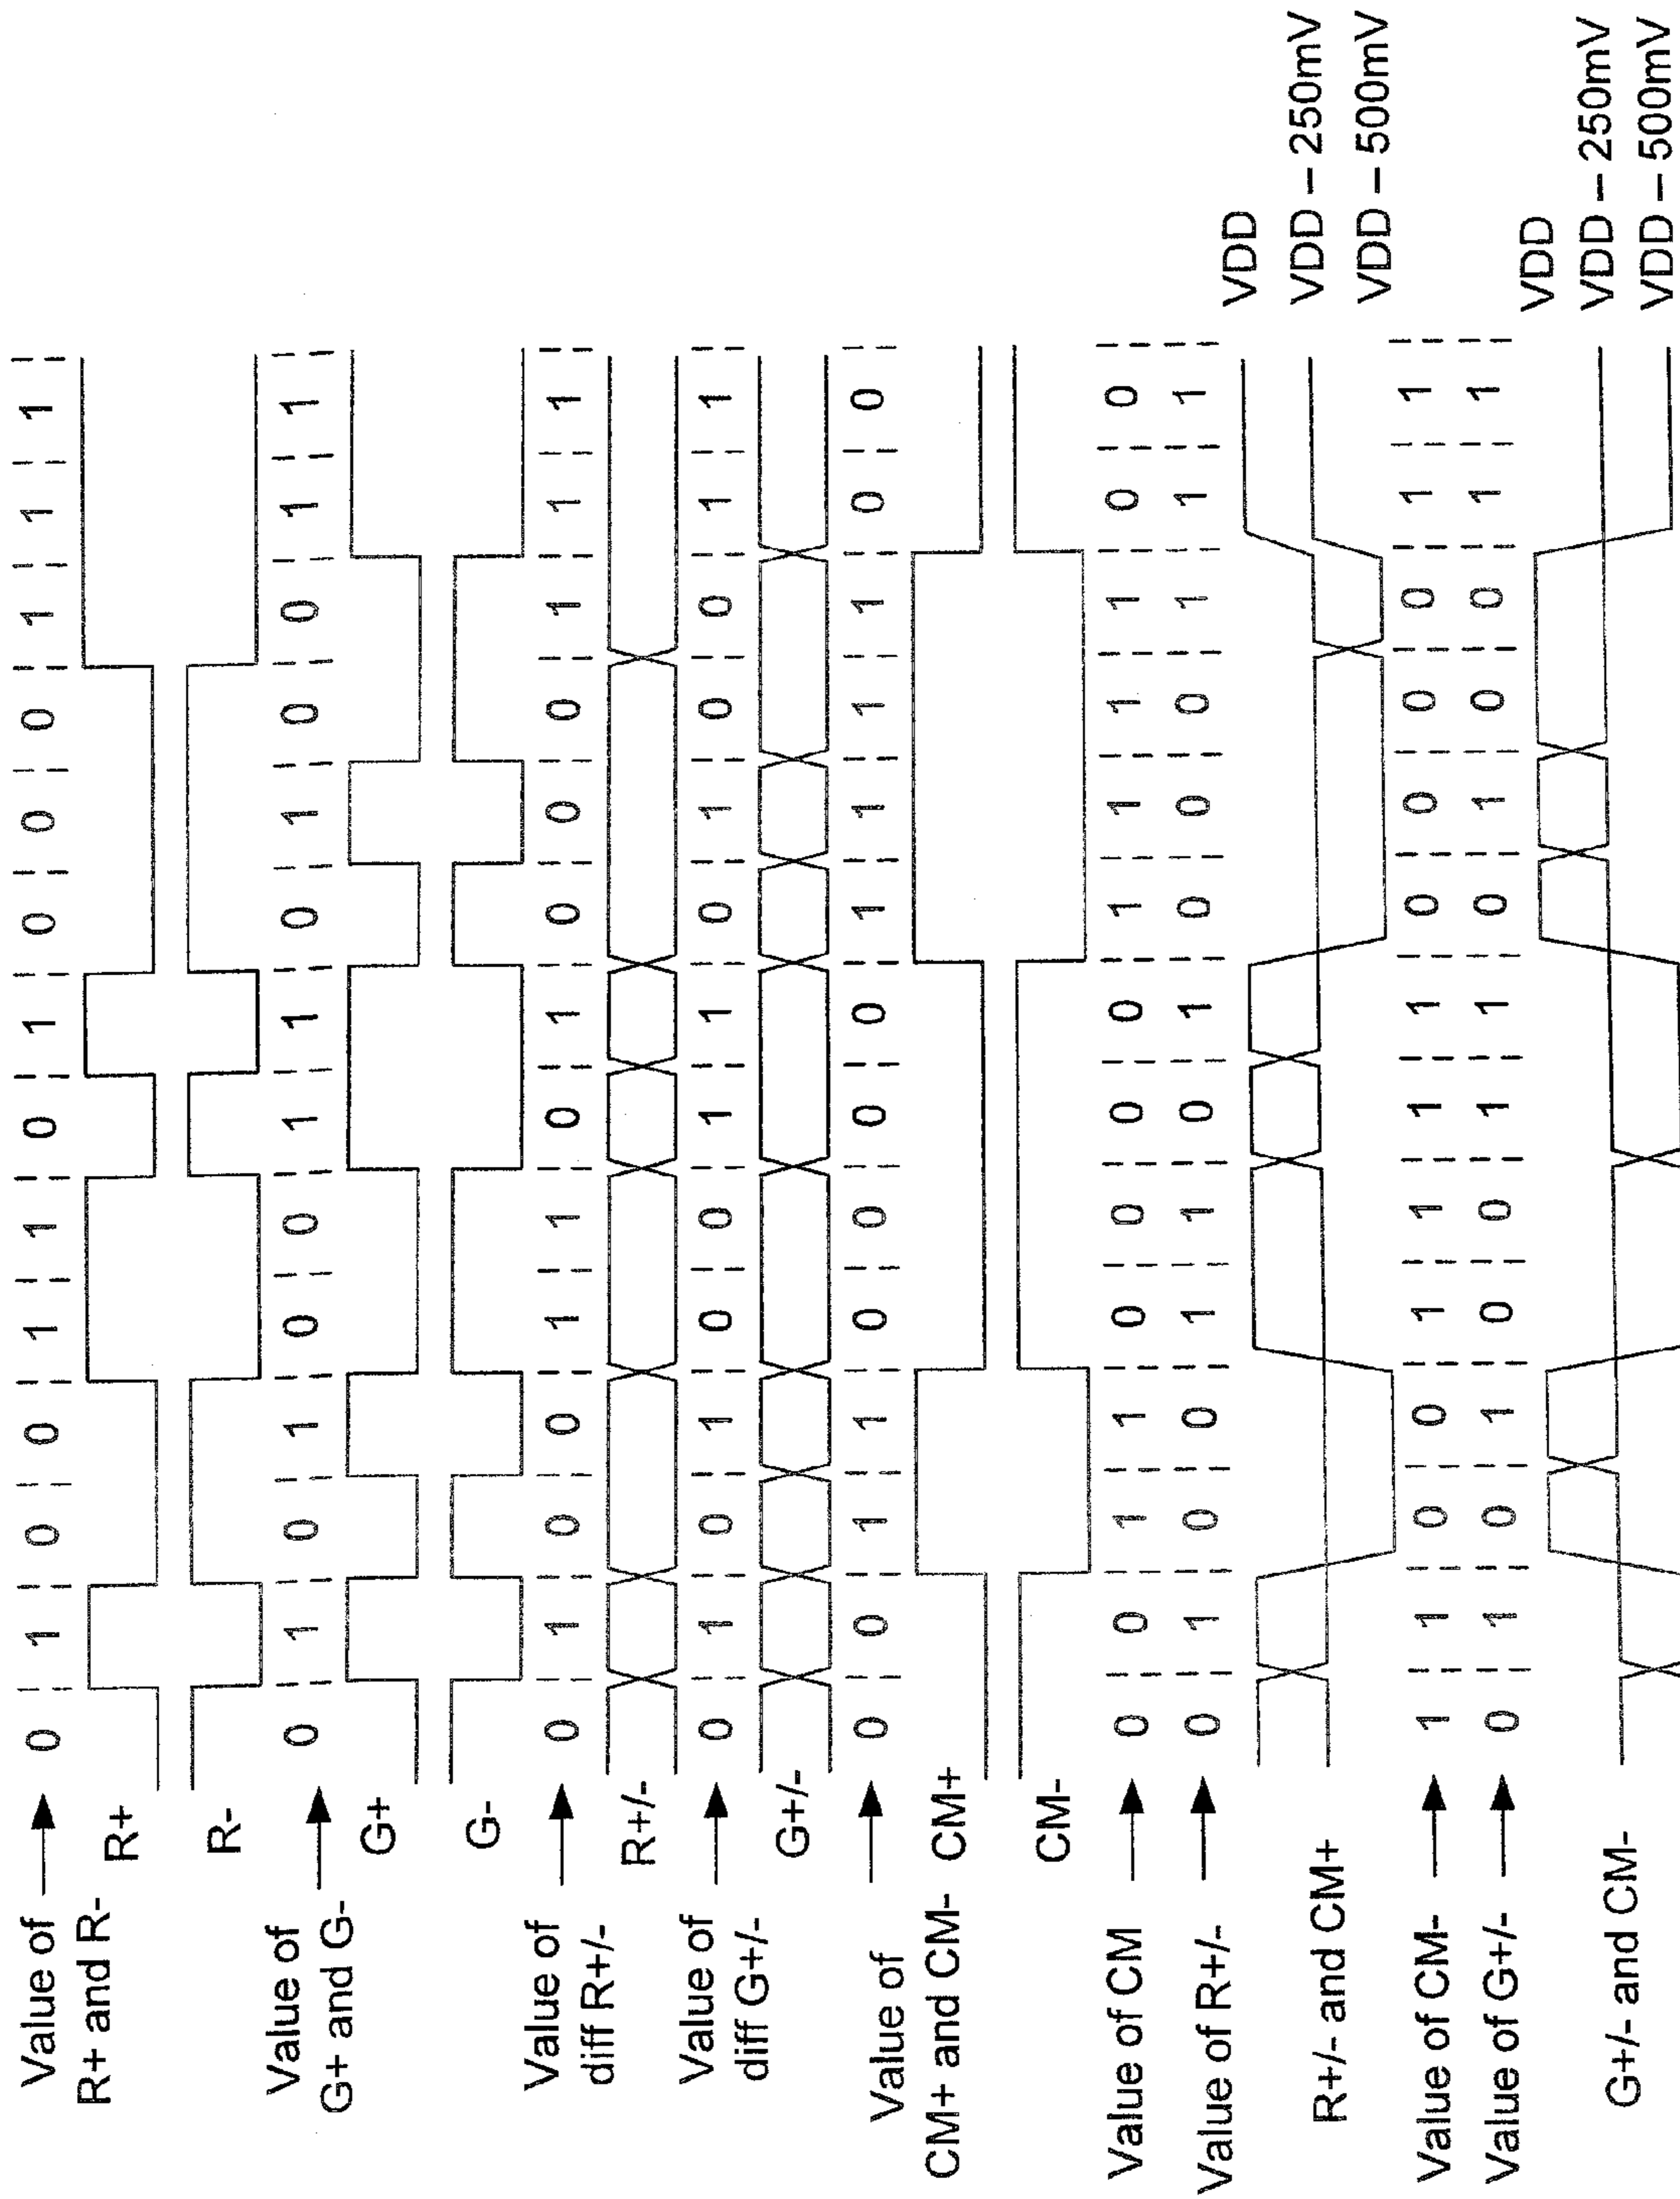 Value of
R+ and R-
0 1 0 0 1 1 0 1 0 0 0 1 1 1
R+
R-
Value of
G+ and G-
0 1 0 1 0 0 1 1 0 1 0 0 1 1
G+
G-
Value of
diff R+/-
0 1 0 0 1 1 0 1 0 0 0 1 1 1
R+/-
Value of
diff G+/-
0 1 0 1 0 0 1 1 0 1 0 0 1 1
G+/-
Value of
CM+ and CM-
0 0 1 1 0 0 0 0 1 1 1 1 0 0
CM+
CM-
Value of CM 0 0 1 1 0 0 0 0 1 1 1 1 0 0
Value of R+/- 0 1 0 0 1 1 0 1 0 0 0 1 1 1
R+/- and CM+
VDD
VDD – 250mV
VDD – 500mV
Value of CM- 1 1 0 0 1 1 1 1 0 0 0 0 1 1
Value of G+/- 0 1 0 1 0 0 1 1 0 1 0 0 1 1
G+/- and CM-
VDD
VDD – 250mV
VDD – 500mV